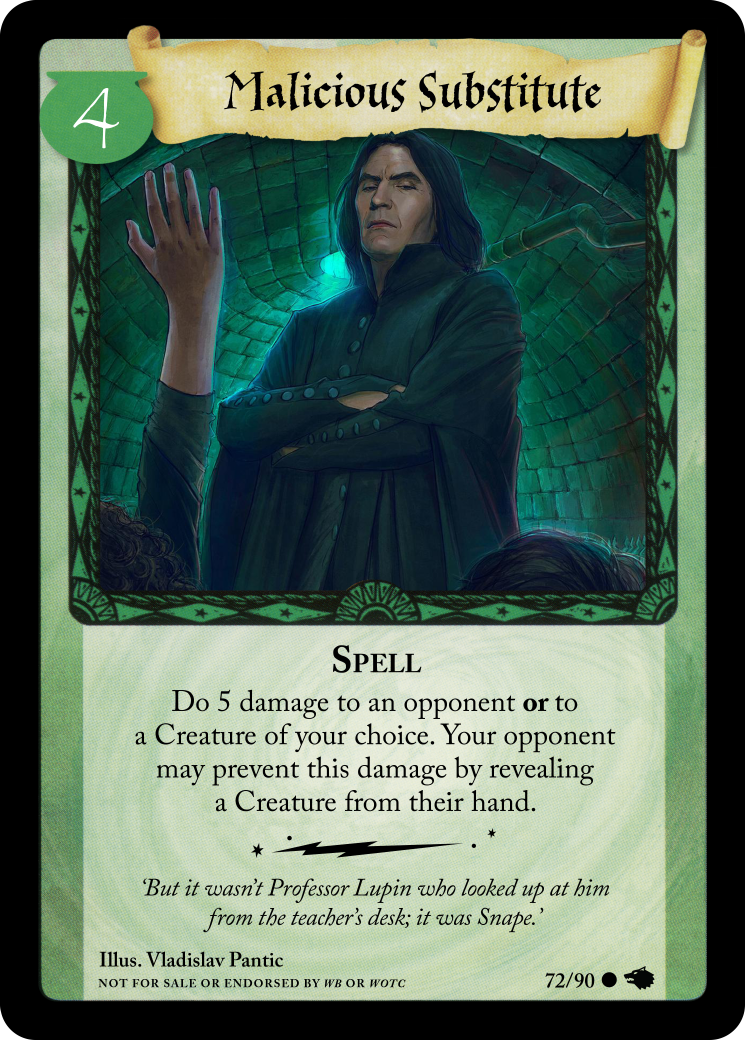 4
Malicious Substitute
Spell
Do 5 damage to an opponent or to
a Creature of your choice. Your opponent
may prevent this damage by revealing
a Creature from their hand.
‘But it wasn’t Professor Lupin who looked up at him
from the teacher’s desk; it was Snape.’
Illus. Vladislav Pantic
NOT FOR SALE OR ENDORSED BY WB OR WOTC
72/90